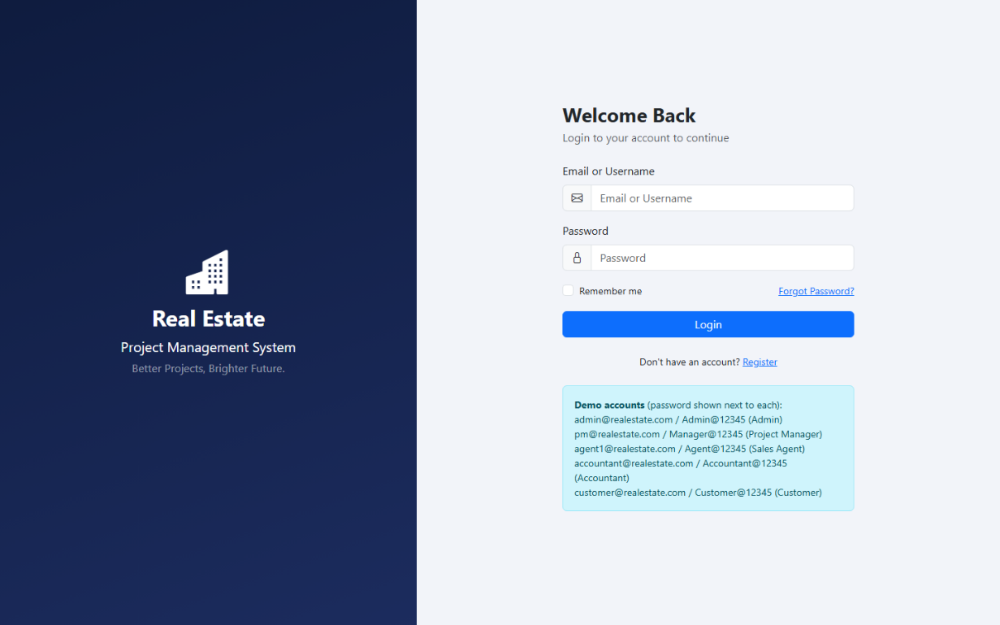 Real Estate
Project Management System
Better Projects, Brighter Future.
Welcome Back
Login to your account to continue
Email or Username
Email or Username
Password
Password
Remember me
Forgot Password?
Login
Don't have an account? Register
Demo accounts (password shown next to each):
admin@realestate.com / Admin@12345 (Admin)
pm@realestate.com / Manager@12345 (Project Manager)
agent1@realestate.com / Agent@12345 (Sales Agent)
accountant@realestate.com / Accountant@12345
(Accountant)
customer@realestate.com / Customer@12345 (Customer)